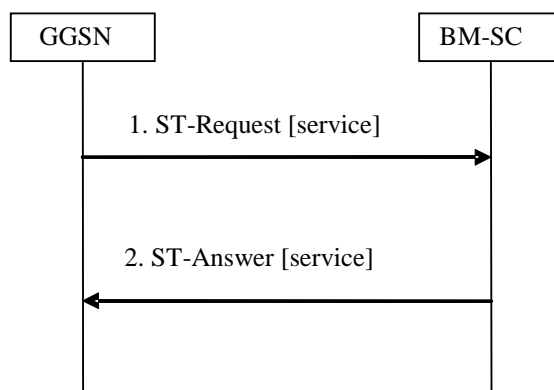 GGSN
BM-SC
1. ST-Request [service]
2. ST-Answer [service]